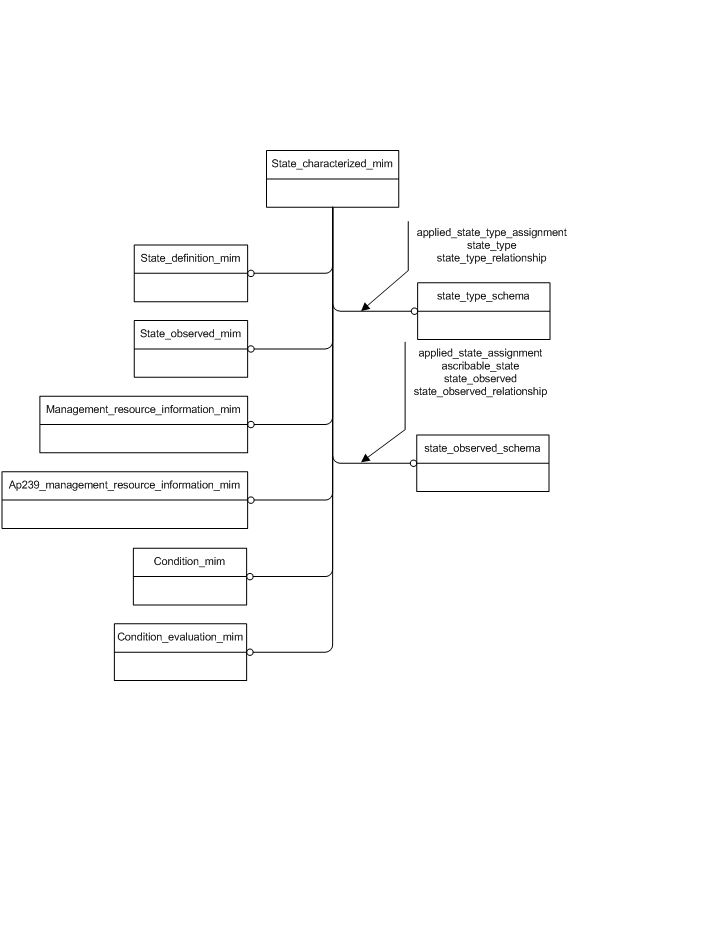 State_characterized_mim
applied_state_type_assignment
state_type
state_type_relationship
State_definition_mim
state_type_schema
State_observed_mim
applied_state_assignment
ascribable_state
state_observed
state_observed_relationship
Management_resource_information_mim
state_observed_schema
Ap239_management_resource_information_mim
Condition_mim
Condition_evaluation_mim